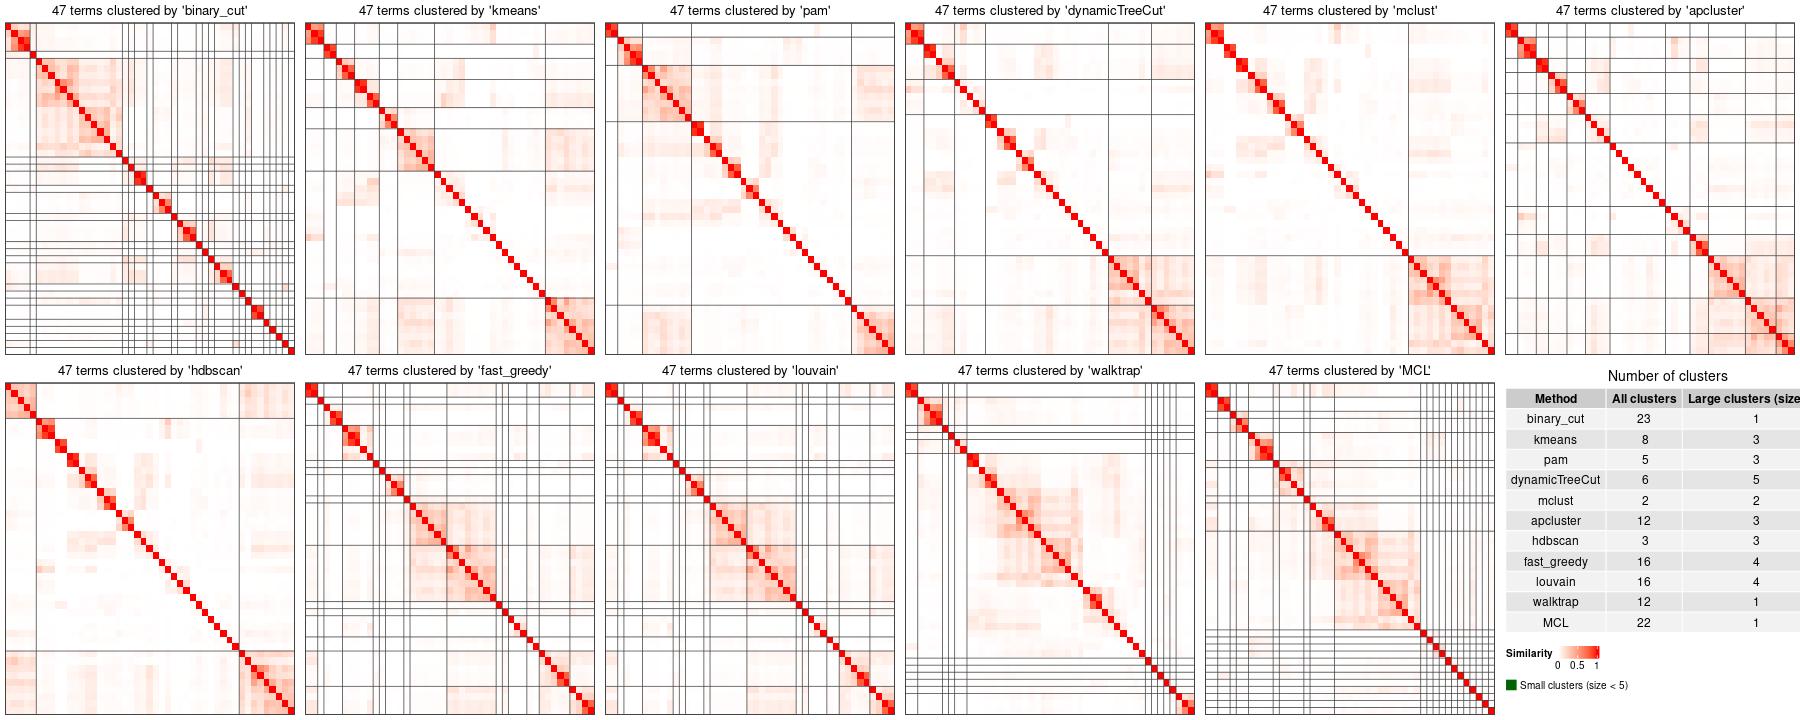 47 terms clustered by 'binary_cut'
47 terms clustered by 'kmeans'
47 terms clustered by 'pam'
47 terms clustered by 'dynamicTreeCut'
47 terms clustered by 'mclust'
47 terms clustered by 'apcluster'
47 terms clustered by 'hdbscan'
47 terms clustered by 'fast_greedy'
47 terms clustered by 'louvain'
47 terms clustered by 'walktrap'
47 terms clustered by 'MCL'
Number of clusters
Method All clusters Large clusters (size
binary_cut 23 1
kmeans 8 3
pam 5 3
dynamicTreeCut 6 5
mclust 2 2
apcluster 12 3
hdbscan 3 3
fast_greedy 16 4
louvain 16 4
walktrap 12 1
MCL 22 1
Similarity
0 0.5 1
Small clusters (size < 5)